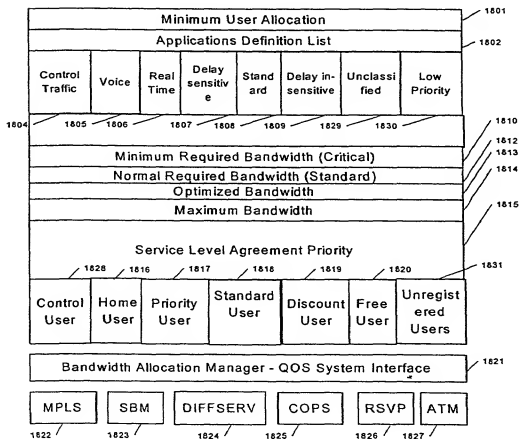 Minimum User Allocation
1801
Applications Definition List
1802
Control Traffic
Voice
Real Time
Delay sensitiv e
Stand ard
Delay in- sensitive
Unclassi fied
Low Priority
1804
1805
1806
1807
1808
1809
1829
1830
1810
Minimum Required Bandwidth (Critical)
1812
Normal Required Bandwidth (Standard)
1813
Optimized Bandwidth
1814
Maximum Bandwidth
1815
Service Level Agreement Priority
1828
1816
1817
1818
1819
1820
1831
Control User
Home User
Priority User
Standard User
Discount User
Free User
Unregist ered Users
Bandwidth Allocation Manager - QOS System Interface
1821
MPLS
SBM
DIFFSERV
COPS
RSVP
ATM
1822
1823
1824
1825
1826
1827